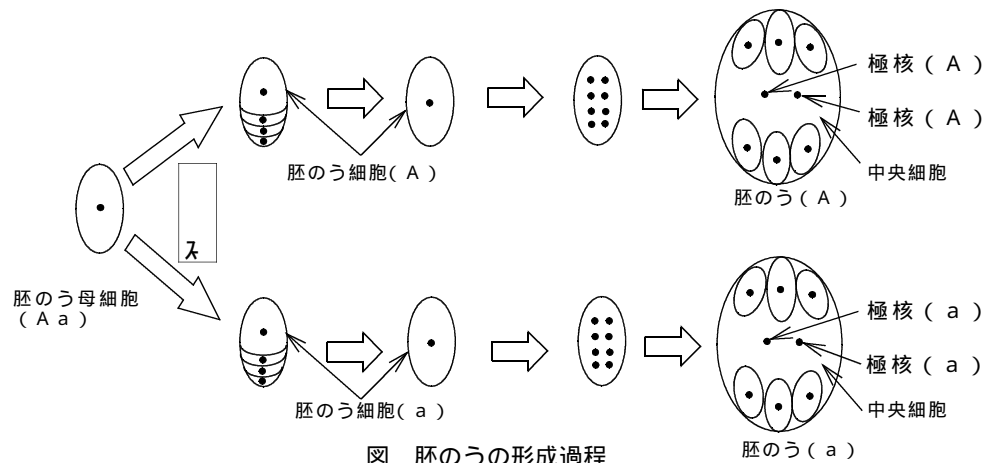 極核(A)
極核(A)
中央細胞
胚のう細胞(A)
胚のう(A)
胚のう母細胞
(Aa)
極核(a)
極核(a)
中央細胞
胚のう細胞(a)
胚のう(a)
図 胚のうの形成過程